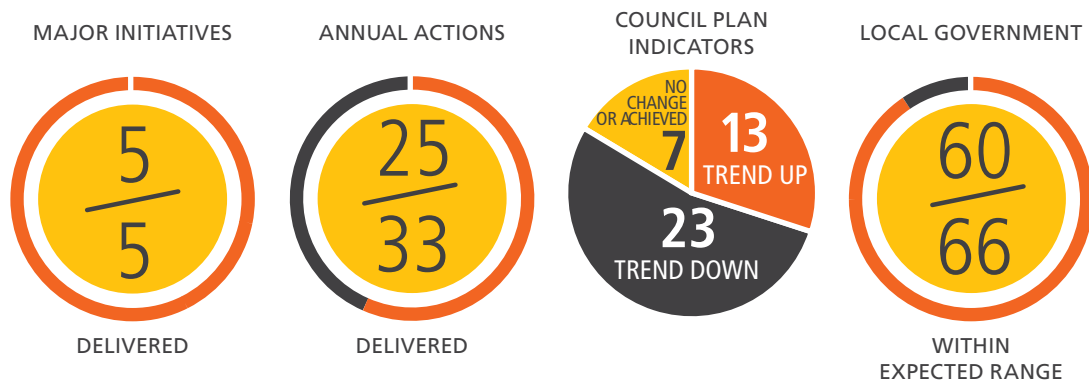 MAJOR INITIATIVES
5
5
DELIVERED
ANNUAL ACTIONS
25
33
DELIVERED
COUNCIL PLAN
INDICATORS
NO
CHANGE
OR ACHIEVED
7
13
TREND UP
23
TREND DOWN
LOCAL GOVERNMENT
60
66
WITHIN
EXPECTED RANGE